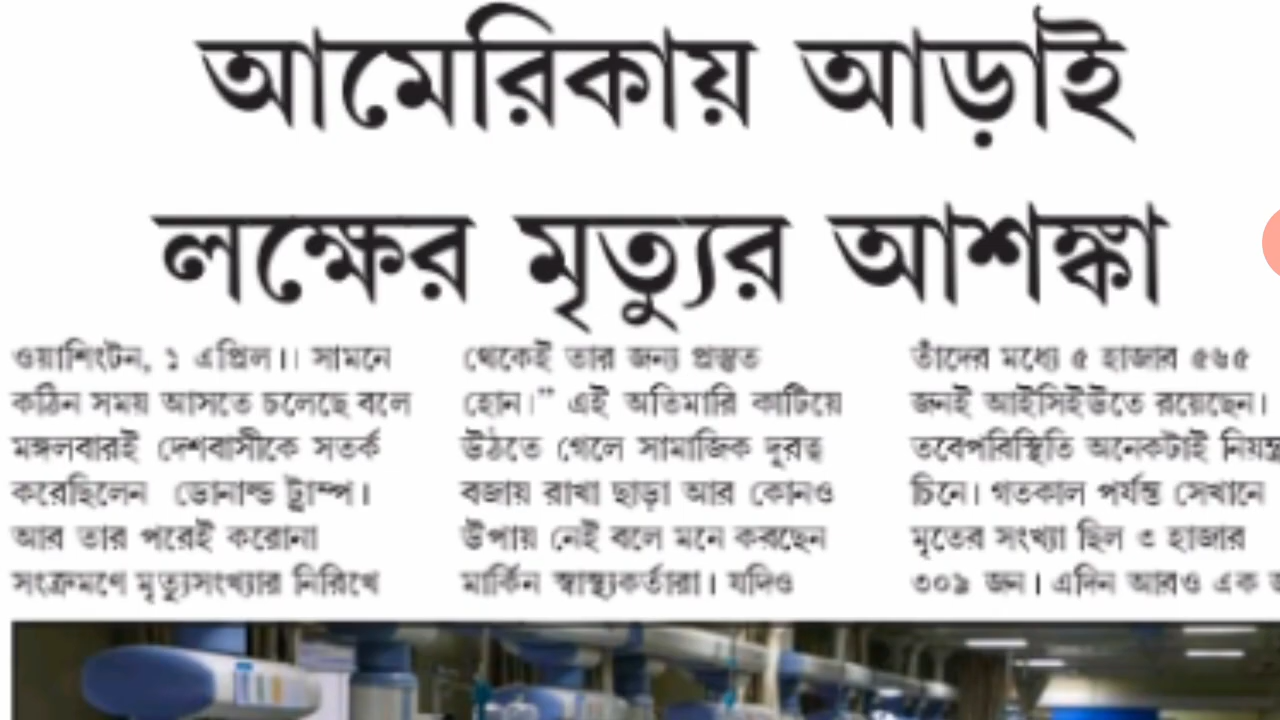 আমেরিকায় আড়াই
লক্ষের মৃত্যুর আশঙ্কা
ওয়াশিংটন, ১ এপ্রিল।। সামনে
কঠিন সময় আসতে চলেছে বলে
মঙ্গলবারই দেশবাসীকে সতর্ক
করেছিলেন ডোনাল্ড ট্রাম্প।
আর তার পরেই করোনা
সংক্রমণে মৃত্যুসংখ্যার নিরিখে
থেকেই তার জন্য প্রস্তুত
হোন।” এই অতিমারি কাটিয়ে
উঠতে গেলে সামাজিক দূরত্ব
বজায় রাখা ছাড়া আর কোনও
উপায় নেই বলে মনে করছেন
মার্কিন স্বাস্থ্যকর্তারা। যদিও
তাঁদের মধ্যে ৫ হাজার ৫৬৫
জনই আইসিইউতে রয়েছেন।
তবেপরিস্থিতি অনেকটাই
চিনে। গতকাল পর্যন্ত সেখানে
মৃতের সংখ্যা ছিল ৩ হাজার
৩০৯ জন। এদিন আরও এক